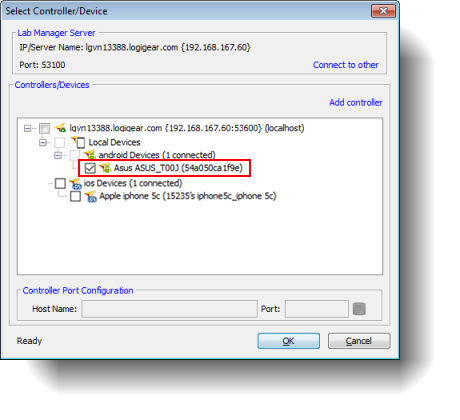 Select Controller/Device
Lab Manager Server
IP/Server Name: lgvn13388.logigear.com {192.168.167.60}
Port: 53100
Connect to other
Controllers/Devices
Add controller
lgvn13388.logigear.com {192.168.167.60:53600} (localhost)
Local Devices
android Devices (1 connected)
Asus ASUS_T00J (54a050ca1f9e)
ios Devices (1 connected)
Apple iphone 5c (15235's iphone5c_iphone 5c)
Controller Port Configuration
Host Name:
Port:
Ready
OK
Cancel